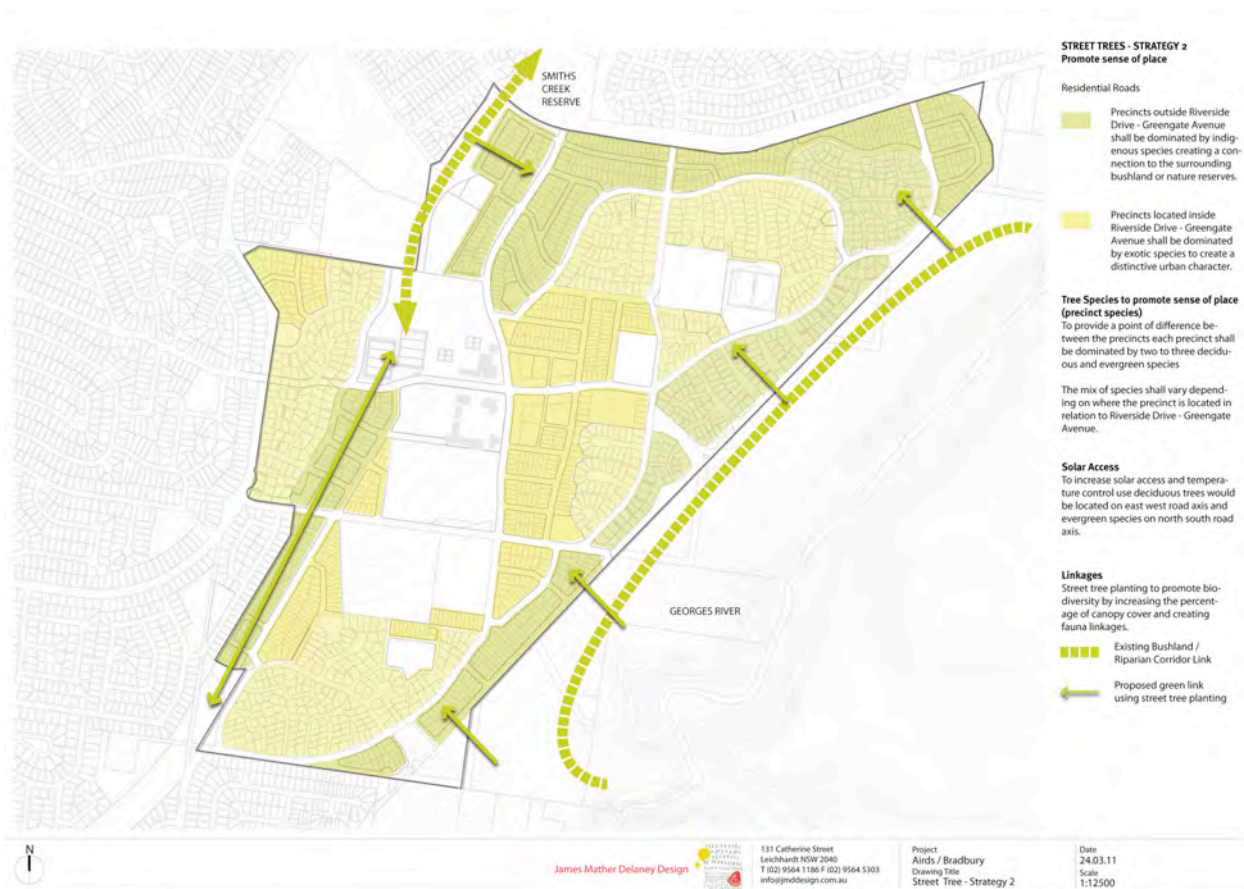 SMITHS
CREEK
RESERVE
GEORGES RIVER
STREET TREES - STRATEGY 2
Promote sense of place
Residential Roads
Precincts outside Riverside
Drive - Greengate Avenue
shall be dominated by indig-
enous species creating a con-
nection to the surrounding
bushland or nature reserves.
Precincts located inside
Riverside Drive - Greengate
Avenue shall be dominated
by exotic species to create a
distinctive urban character.
Tree Species to promote sense of place
(precinct species)
To provide a point of difference be-
tween the precincts each precinct shall
be dominated by two to three decidu-
ous and evergreen species
The mix of species shall vary depend-
ing on where the precinct is located in
relation to Riverside Drive - Greengate
Avenue.
Solar Access
To increase solar access and tempera-
ture control use deciduous trees would
be located on east west road axis and
evergreen species on north south road
axis.
Linkages
Street tree planting to promote bio-
diversity by increasing the percent-
age of canopy cover and creating
fauna linkages.
Existing Bushland /
Riparian Corridor Link
Proposed green link
using street tree planting
N
James Mather Delaney Design
131 Catherine Street
Leichhardt NSW 2040
T (02) 9564 1186 F (02) 9564 5303
info@jmddesign.com.au
Project
Airds / Bradbury
Drawing Title
Street Tree - Strategy 2
Date
24.03.11
Scale
1:12500